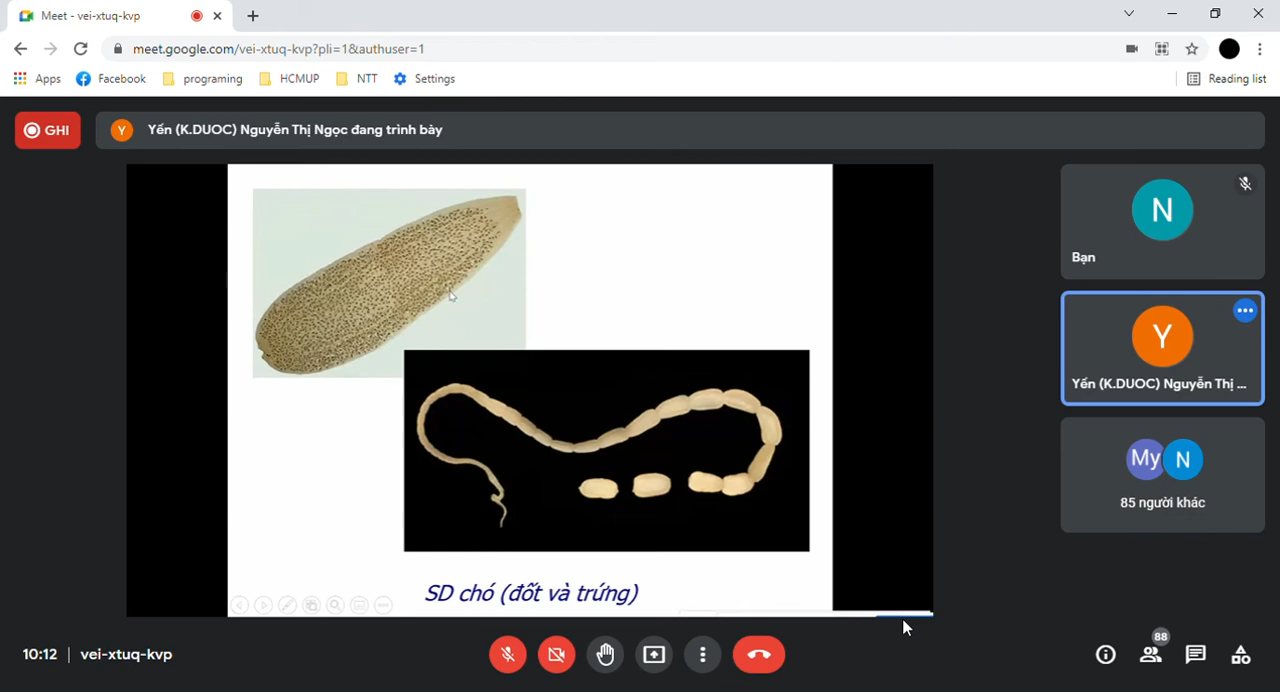 Meet - vei-xtuq-kvp
meet.google.com/vei-xtuq-kvp?pli=1&authuser=1
Apps Facebook programing HCMUP NTT Settings Reading list
GHI Y Yến (K.DUOC) Nguyễn Thị Ngọc đang trình bày
N
Bạn
Y
Yến (K.DUOC) Nguyễn Thị ...
My N
85 người khác
SD chó (đốt và trứng)
10:12 | vei-xtuq-kvp
88